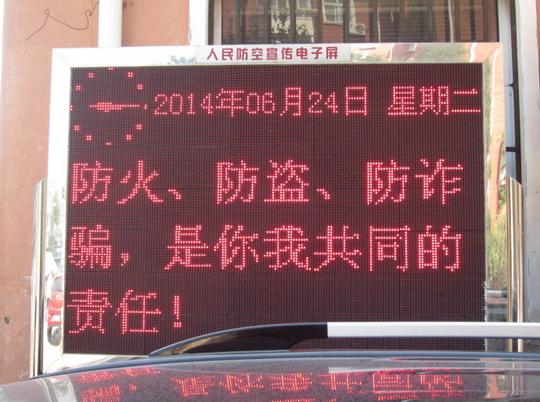 人民防空宣传电子屏
2014年06月24日 星期二
防火、防盗、防诈
骗，是你我共同的
责任！